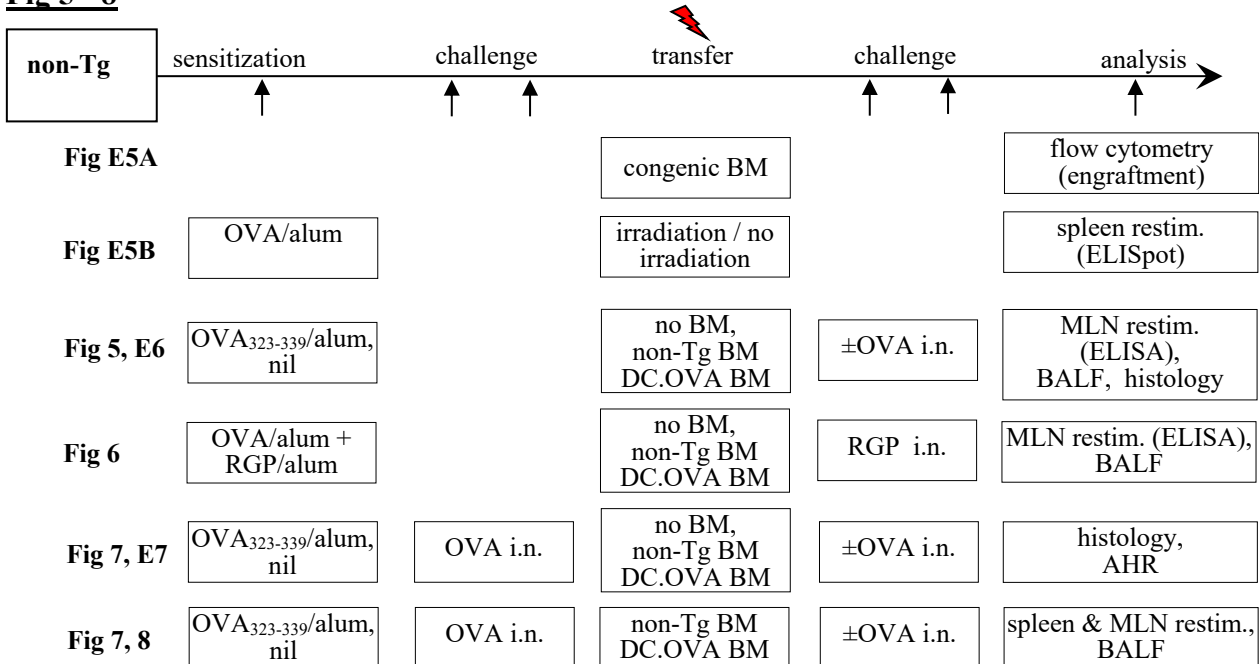 Fig 5 - 8
non-Tg
sensitization
challenge
transfer
challenge
analysis
Fig E5A
congenic BM
flow cytometry
(engraftment)
Fig E5B
OVA/alum
irradiation / no
irradiation
spleen restim.
(ELISpot)
Fig 5, E6
OVA323-339/alum,
nil
no BM,
non-Tg BM
DC.OVA BM
±OVA i.n.
MLN restim.
(ELISA),
BALF, histology
Fig 6
OVA/alum +
RGP/alum
no BM,
non-Tg BM
DC.OVA BM
RGP i.n.
MLN restim. (ELISA),
BALF
Fig 7, E7
OVA323-339/alum,
nil
OVA i.n.
no BM,
non-Tg BM
DC.OVA BM
±OVA i.n.
histology,
AHR
Fig 7, 8
OVA323-339/alum,
nil
OVA i.n.
non-Tg BM
DC.OVA BM
±OVA i.n.
spleen & MLN restim.,
BALF